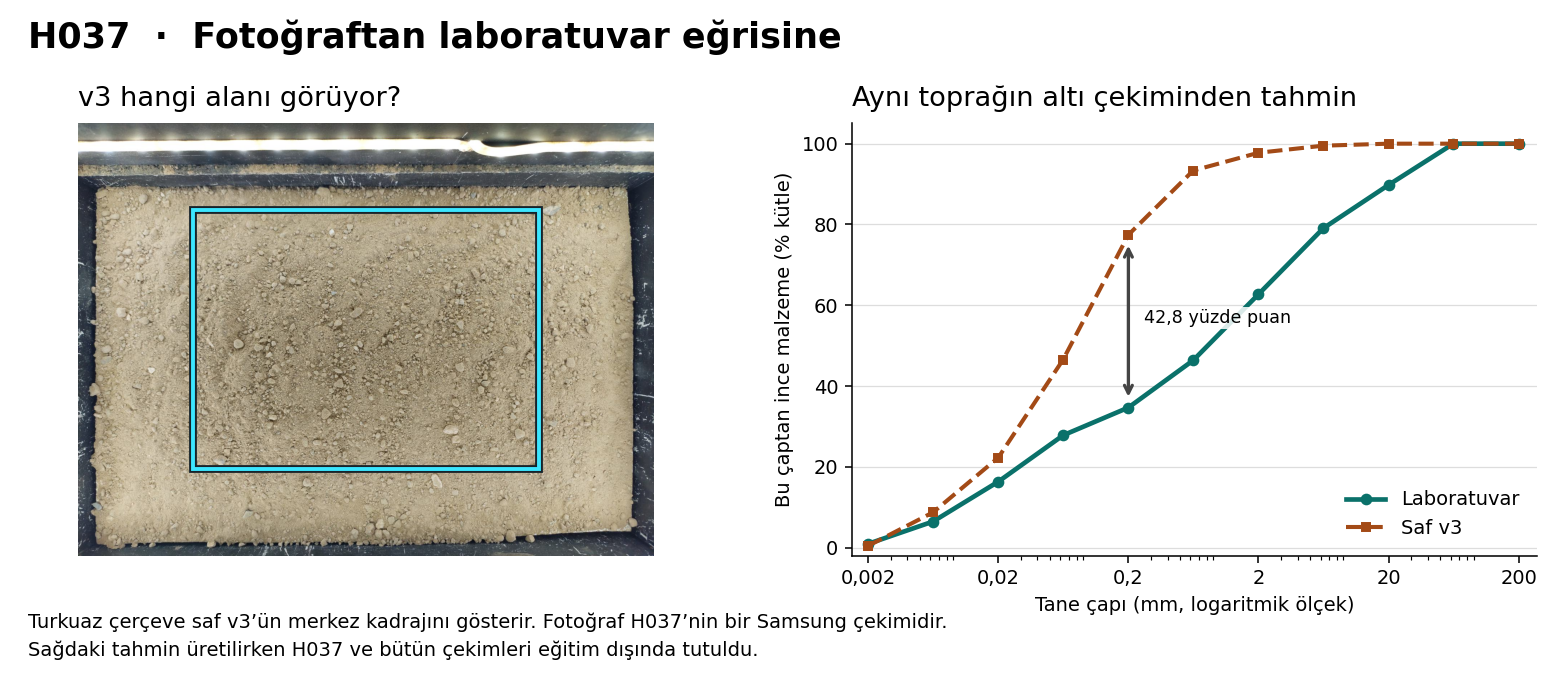 H037 · Fotoğraftan laboratuvar eğrisine
v3 hangi alanı görüyor?
Aynı toprağın altı çekiminden tahmin
Bu çaptan ince malzeme (% kütle)
100
80
60
40
20
0
42,8 yüzde puan
Laboratuvar
Saf v3
0,002
0,02
0,2
2
20
200
Tane çapı (mm, logaritmik ölçek)
Turkuaz çerçeve saf v3’ün merkez kadrajını gösterir. Fotoğraf H037’nin bir Samsung çekimidir.
Sağdaki tahmin üretilirken H037 ve bütün çekimleri eğitim dışında tutuldu.